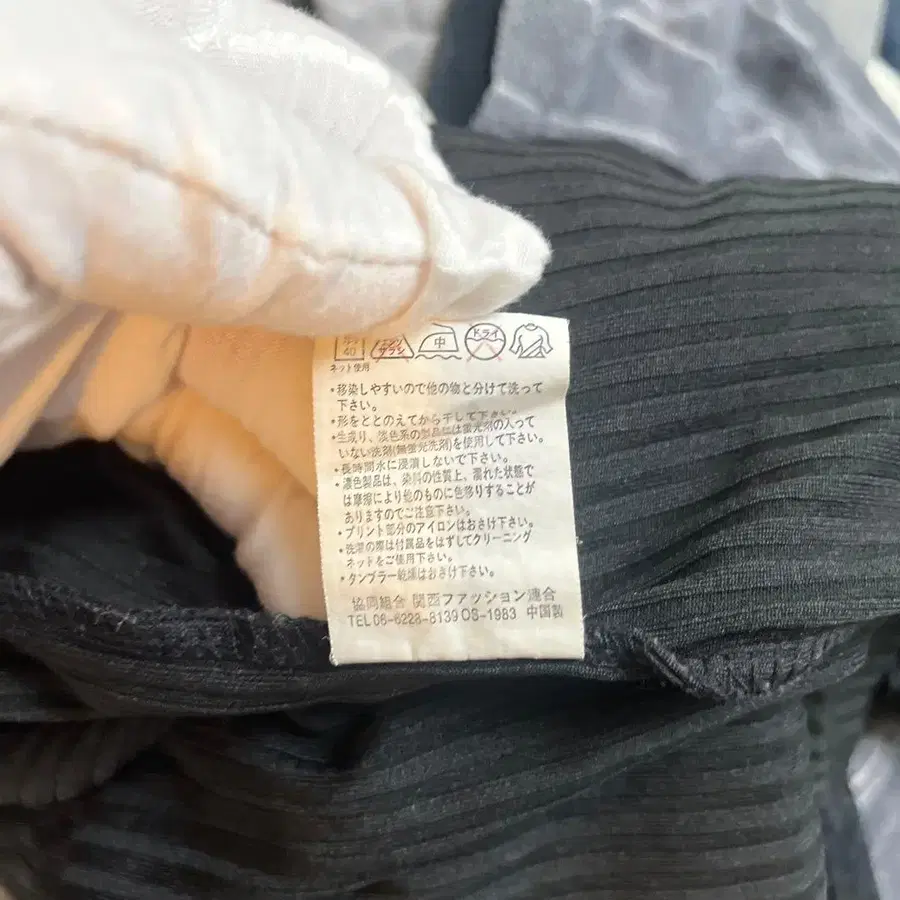 40
エンソ
サラシ
中
ドライ
ネット使用
・移染しやすいので他の物と分けて洗って
下さい。
・形をととのえてから干して下さい。
・生成り、淡色系の製品は蛍光剤の入って
いない洗剤(無蛍光洗剤)を使用して下さい。
・長時間水に浸漬しないで下さい。
・濃色製品は、染料の性質上、濡れた状態で
は摩擦により他のものに色移りすることが
ありますのでご注意下さい。
・プリント部分のアイロンはおさけ下さい。
・洗濯の際は付属品をはずしてクリーニング
ネットをご使用下さい。
・タンブラー乾燥はおさけ下さい。
協同組合 関西ファッション連合
TEL06-6228-8139 OS-1983 中国製